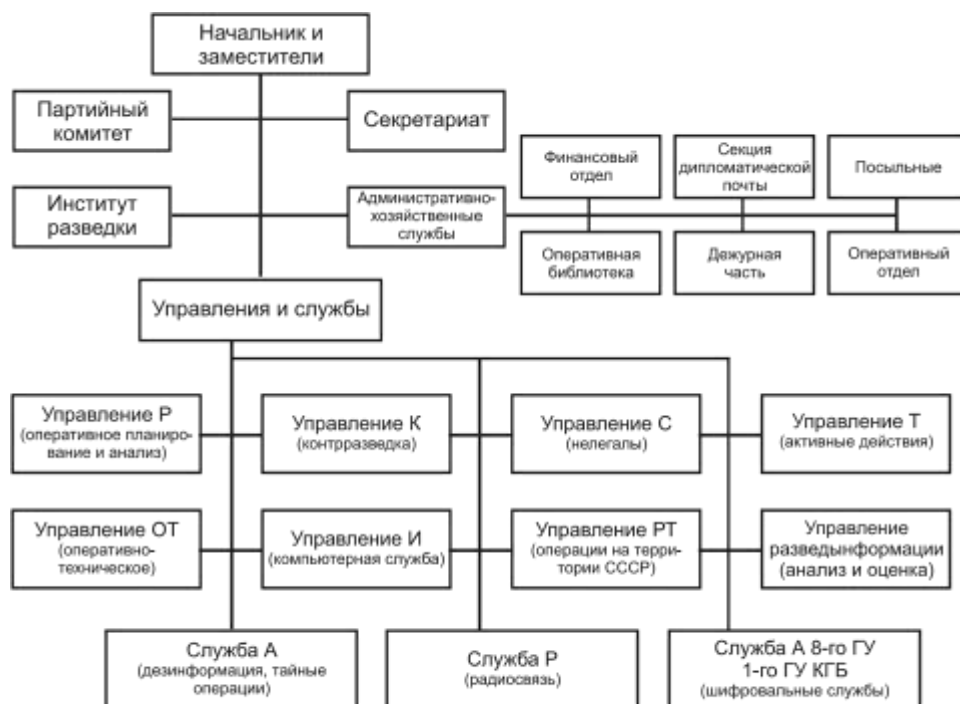 Начальник и
заместители
Партийный
комитет
Секретариат
Финансовый
отдел
Секция
дипломатической
почты
Посыльные
Институт
разведки
Административно-
хозяйственные
службы
Оперативная
библиотека
Дежурная
часть
Оперативный
отдел
Управления и службы
Управление Р
(оперативное планиро-
вание и анализ)
Управление К
(контрразведка)
Управление С
(нелегалы)
Управление Т
(активные действия)
Управление ОТ
(оперативно-
техническое)
Управление И
(компьютерная служба)
Управление РТ
(операции на терри-
тории СССР)
Управление
разведынформации
(анализ и оценка)
Служба А
(дезинформация, тайные
операции)
Служба Р
(радиосвязь)
Служба А 8-го ГУ
1-го ГУ КГБ
(шифровальные службы)